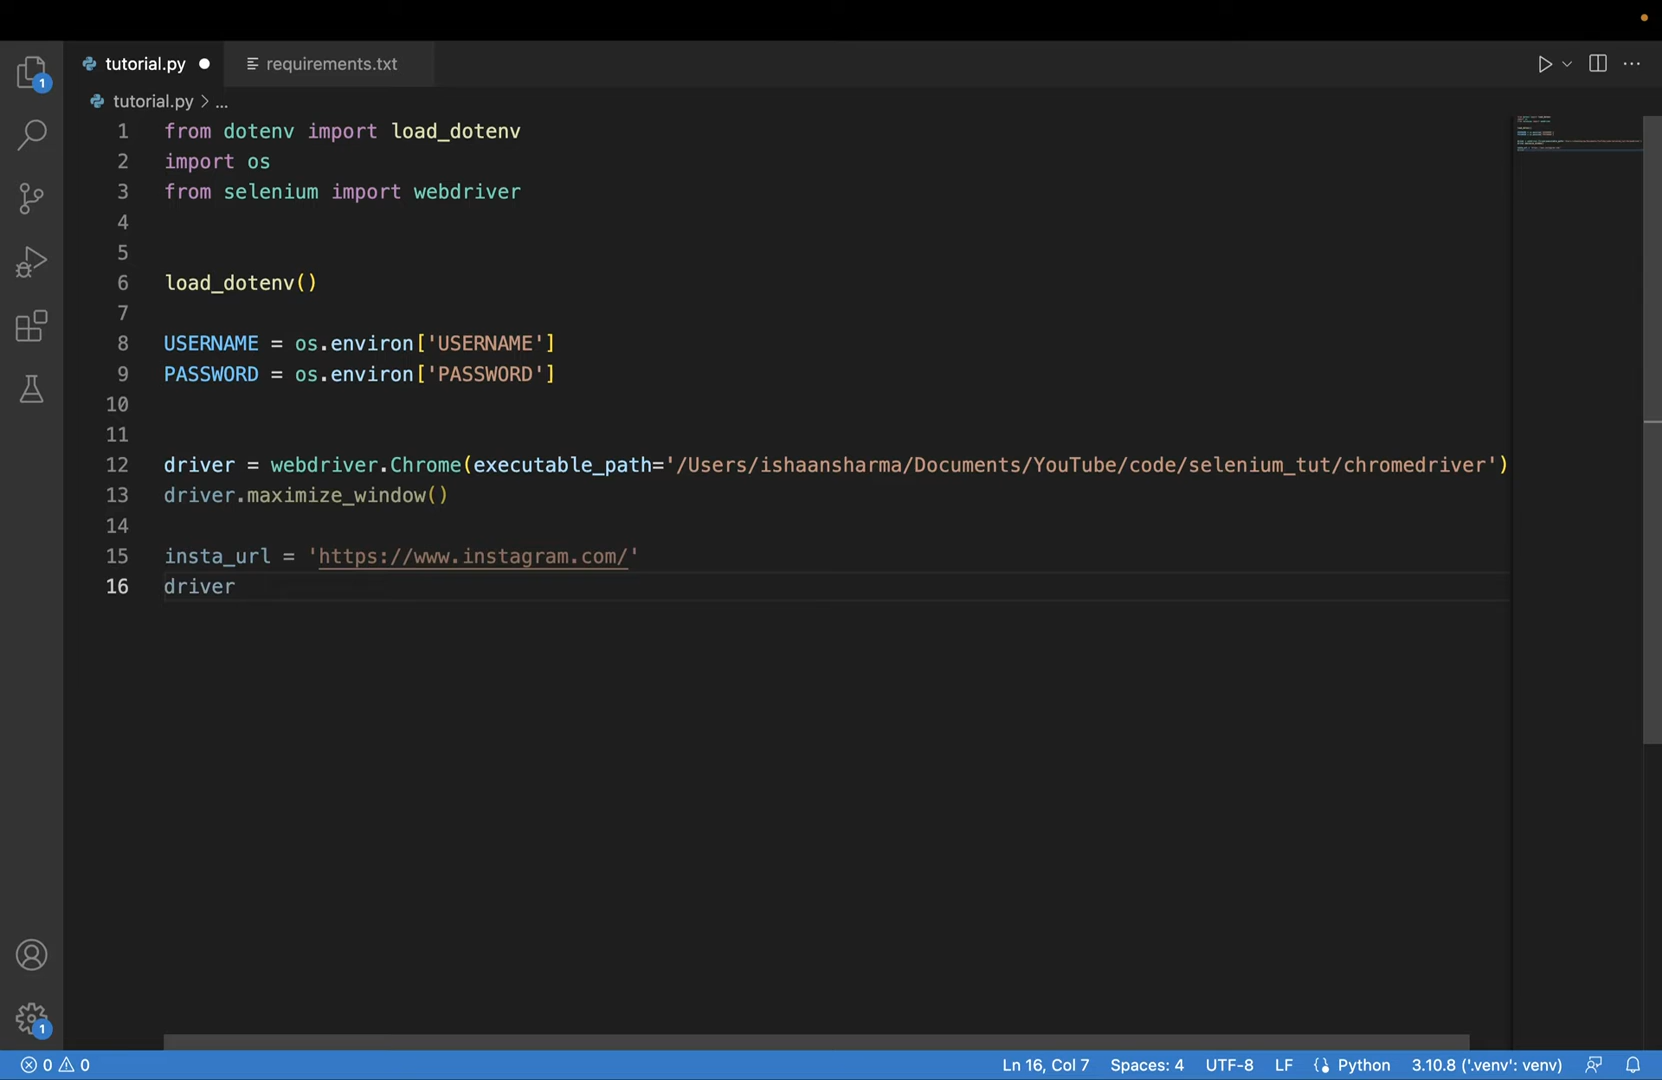 tutorial.py
requirements.txt
1
tutorial.py > ...
1 from dotenv import load_dotenv
2 import os
3 from selenium import webdriver
4
5
6 load_dotenv()
7
8 USERNAME = os.environ['USERNAME']
9 PASSWORD = os.environ['PASSWORD']
10
11
12 driver = webdriver.Chrome(executable_path='/Users/ishaansharma/Documents/YouTube/code/selenium_tut/chromedriver')
13 driver.maximize_window()
14
15 insta_url = 'https://www.instagram.com/'
16 driver
1
0 0 Ln 16, Col 7 Spaces: 4 UTF-8 LF {} Python 3.10.8 ('.venv': venv)